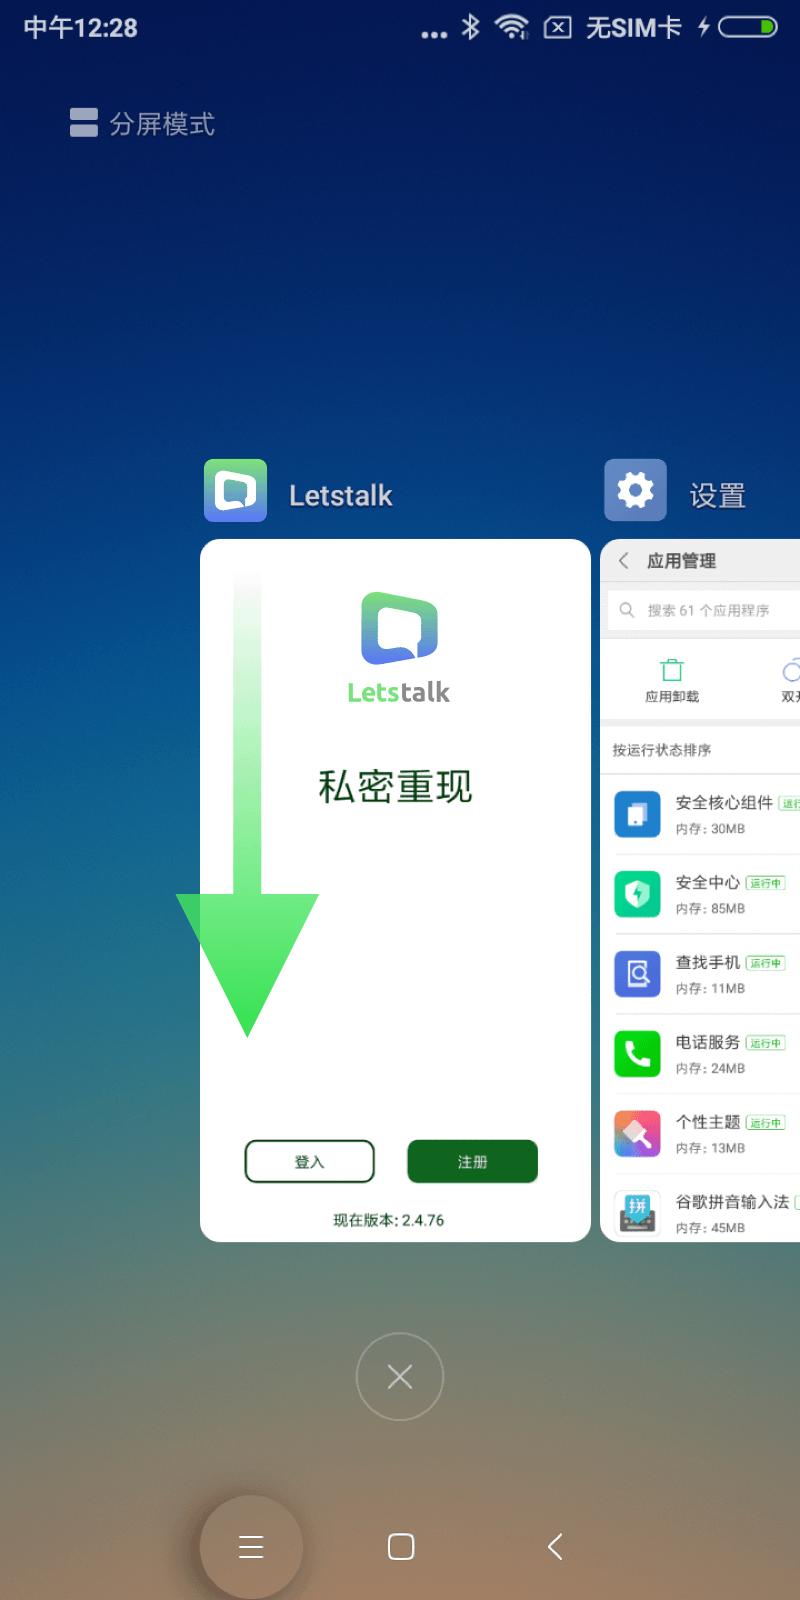 中午12:28
无SIM卡
分屏模式
Letstalk
设置
Letstalk
私密重现
登入
注册
现在版本: 2.4.76
应用管理
搜索 61 个应用程序
应用卸载
双开
按运行状态排序
安全核心组件 运行
内存: 30MB
安全中心 运行中
内存: 85MB
查找手机 运行中
内存: 11MB
电话服务 运行中
内存: 24MB
个性主题 运行中
内存: 13MB
拼
谷歌拼音输入法
内存: 45MB